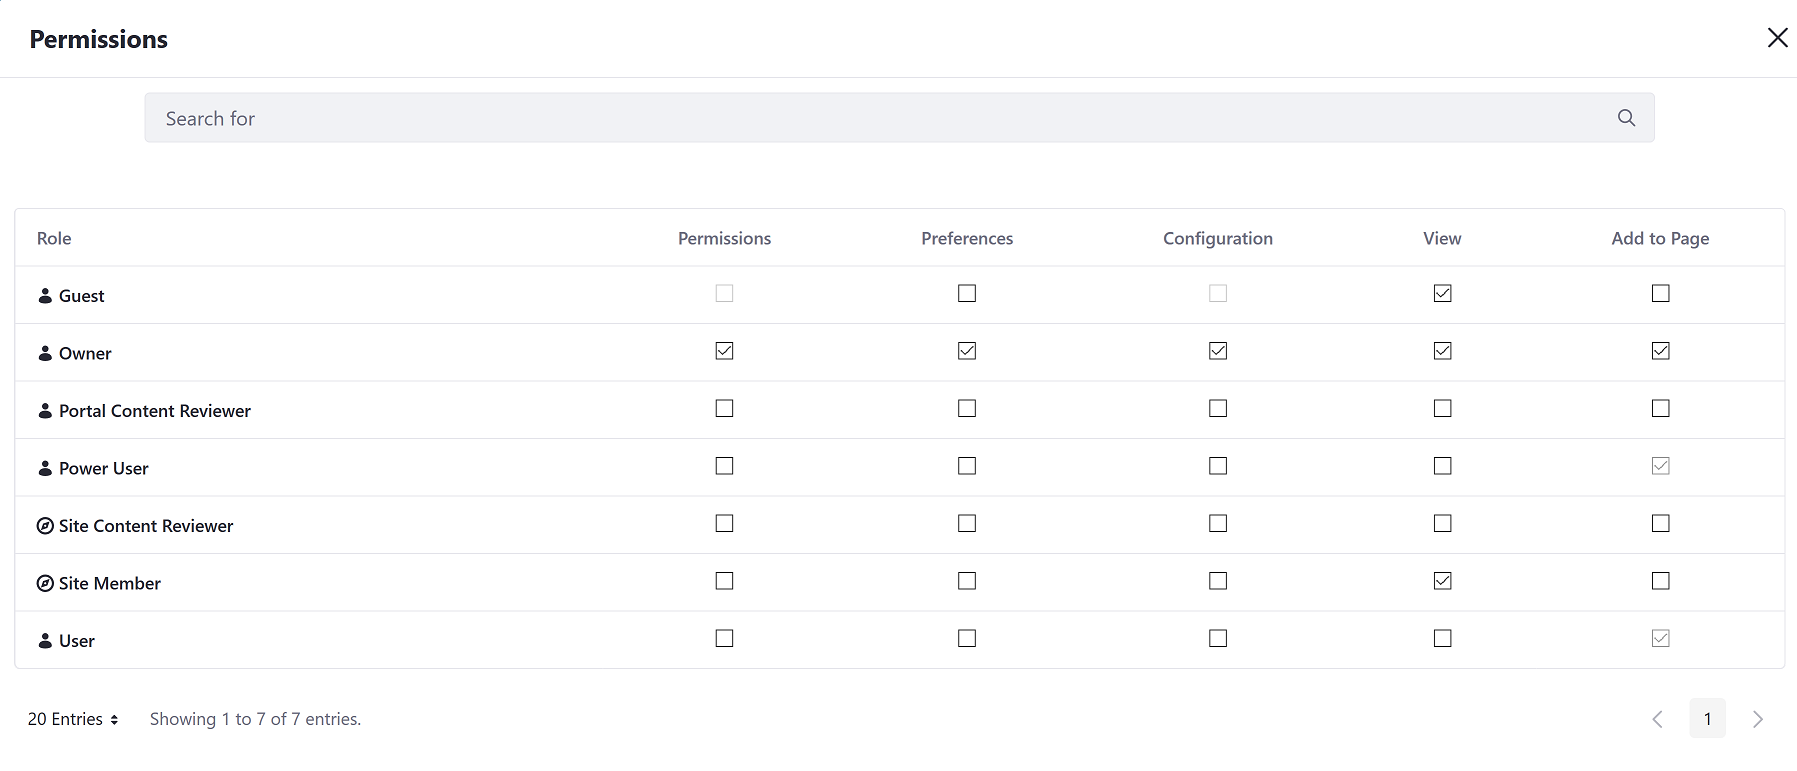 Permissions
Search for
Role Permissions Preferences Configuration View Add to Page
Guest
Owner
Portal Content Reviewer
Power User
Site Content Reviewer
Site Member
User
20 Entries Showing 1 to 7 of 7 entries. 1